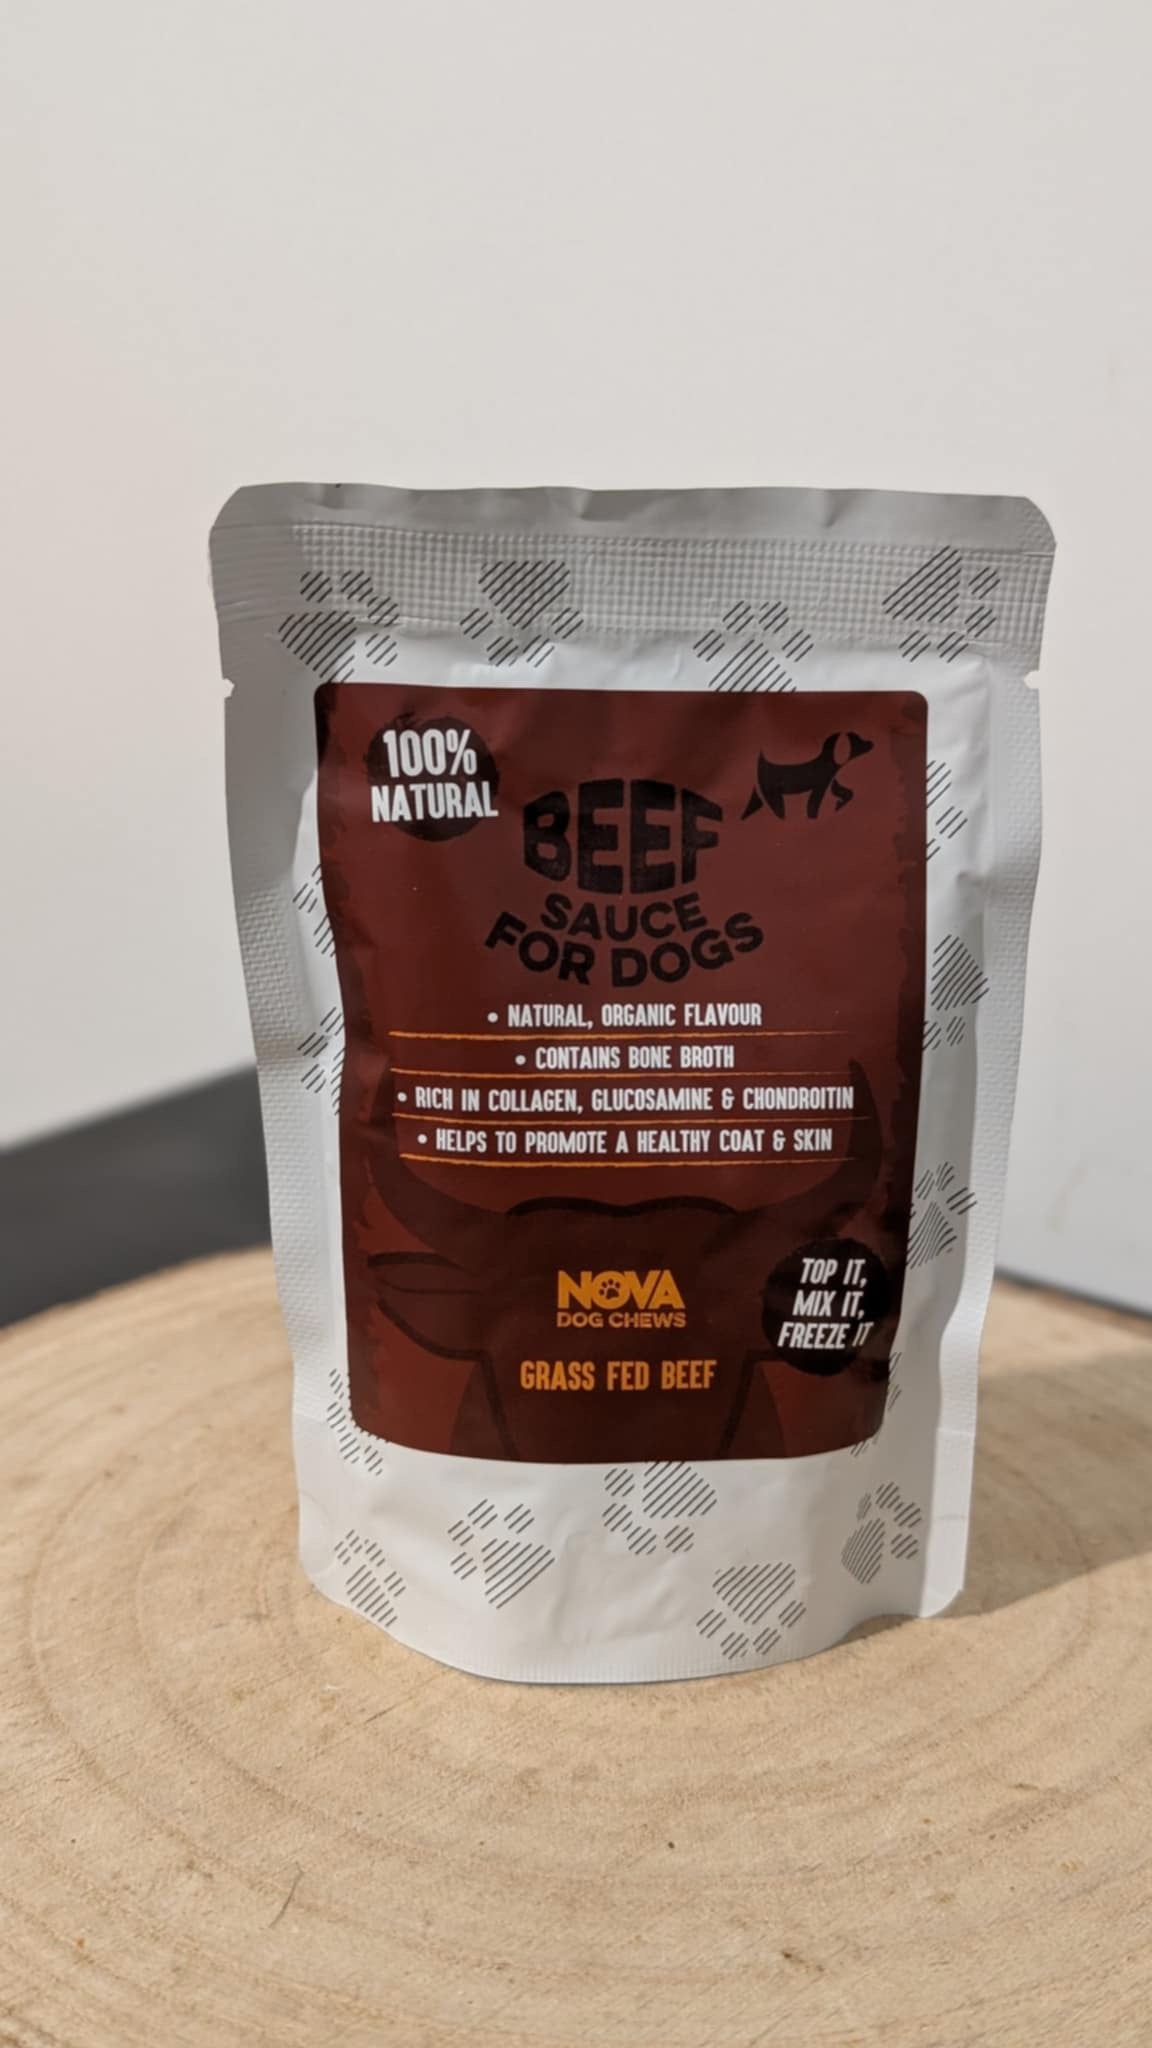 100%
NATURAL
BEEF
SAUCE
FOR DOGS
• NATURAL, ORGANIC FLAVOUR
• CONTAINS BONE BROTH
• RICH IN COLLAGEN, GLUCOSAMINE & CHONDROITIN
• HELPS TO PROMOTE A HEALTHY COAT & SKIN
NOVA
DOG CHEWS
GRASS FED BEEF
TOP IT,
MIX IT,
FREEZE IT